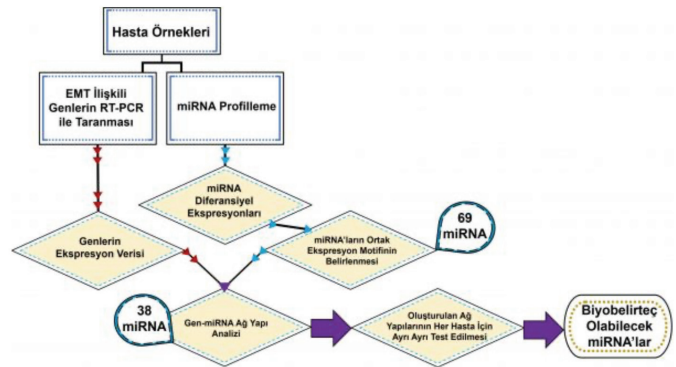 Hasta Örnekleri
EMT İlişkili
Genlerin RT-PCR
ile Taranması
miRNA Profilleme
miRNA
Diferansiyel
Ekspresyonları
69
miRNA
Genlerin
Ekspresyon Verisi
miRNA'ların Ortak
Ekspresyon Motifinin
Belirlenmesi
38
miRNA
Gen-miRNA Ağ Yapı
Analizi
Oluşturulan Ağ
Yapılarının Her Hasta İçin
Ayrı Ayrı Test Edilmesi
Biyobelirteç
Olabilecek
miRNA'lar